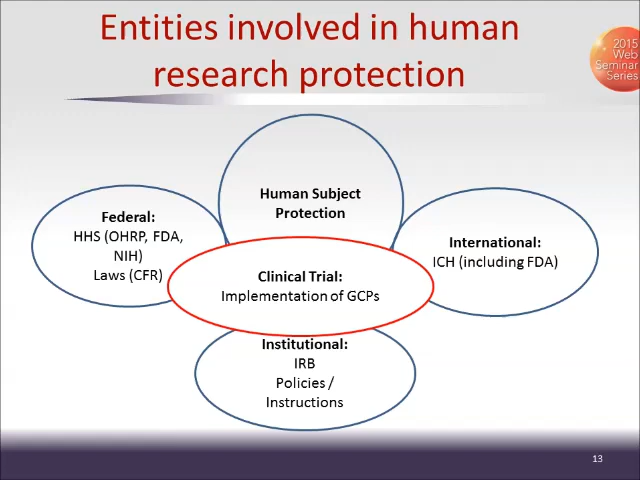 Entities involved in human
research protection
2015
Web
Seminar
Series
Human Subject
Protection
Federal:
HHS (OHRP, FDA,
NIH)
Laws (CFR)
International:
ICH (including FDA)
Clinical Trial:
Implementation of GCPs
Institutional:
IRB
Policies /
Instructions
13